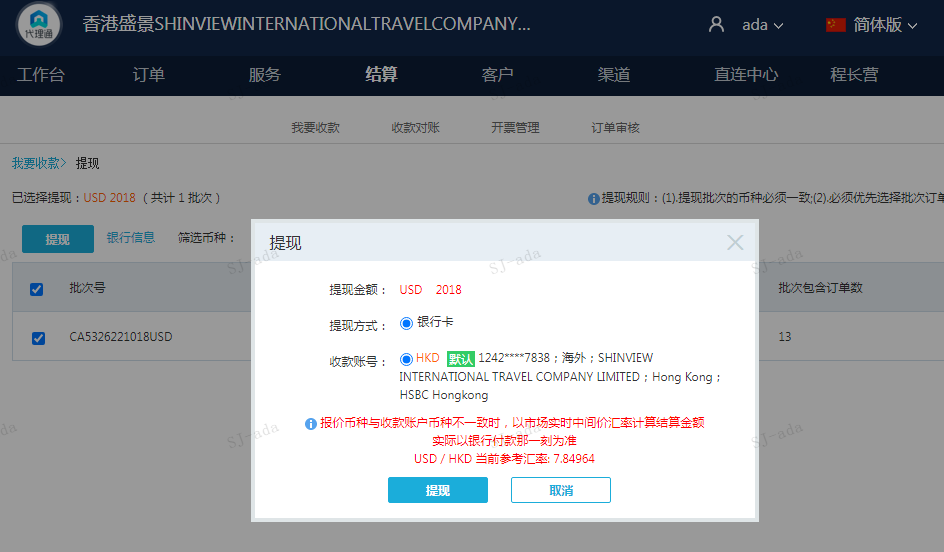 代理通
香港盛景SHINVIEWINTERNATIONALTRAVELCOMPANY...
ada
简体版
工作台 订单 服务 结算 客户 渠道 直连中心 程长营
我要收款 收款对账 开票管理 订单审核
我要收款> 提现
已选择提现：USD 2018 （ 共计 1 批次 ）
提现规则：(1).提现批次的币种必须一致;(2).必须优先选择批次订单
提现 银行信息 筛选币种：
批次号 批次包含订单数
CA5326221018USD 13
提现
提现金额： USD 2018
提现方式： 银行卡
收款账号： HKD 默认 1242****7838；海外；SHINVIEW
INTERNATIONAL TRAVEL COMPANY LIMITED；Hong Kong；
HSBC Hongkong
报价币种与收款账户币种不一致时，以市场实时中间价汇率计算结算金额
实际以银行付款那一刻为准
USD / HKD 当前参考汇率: 7.84964
提现 取消
SJ-ada
SJ-ada
SJ-ada
SJ-ada
SJ-ada